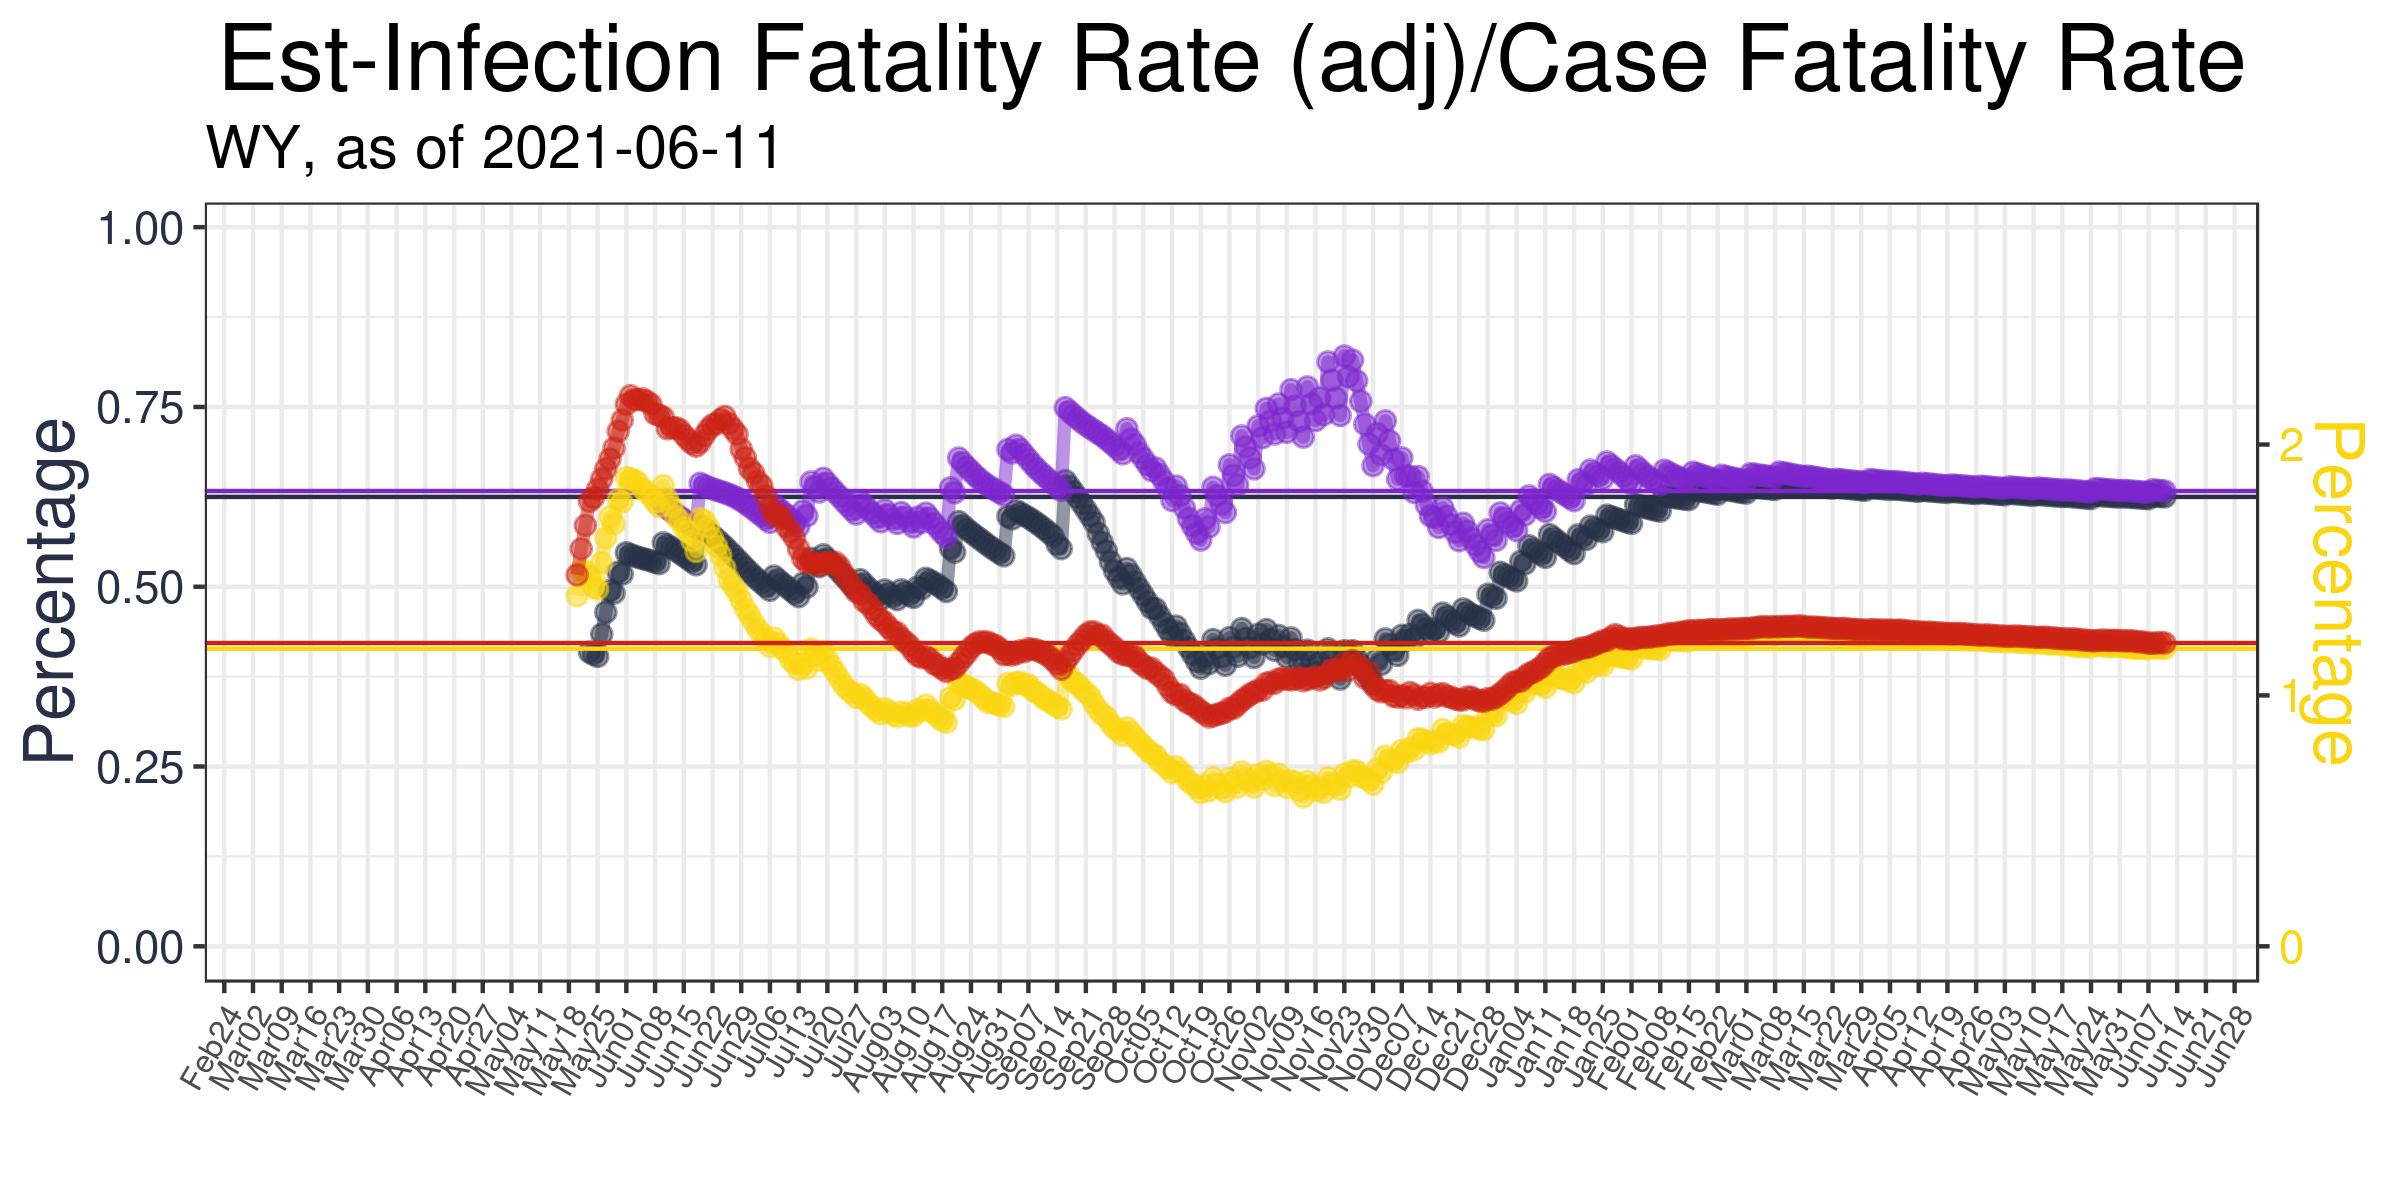 Est-Infection Fatality Rate (adj)/Case Fatality Rate
WY, as of 2021-06-11
Percentage
1.00
0.75
0.50
0.25
0.00
2
1
0
Percentage
Feb24
Mar02
Mar09
Mar16
Mar23
Mar30
Apr06
Apr13
Apr20
Apr27
May04
May11
May18
May25
Jun01
Jun08
Jun15
Jun22
Jun29
Jul06
Jul13
Jul20
Jul27
Aug03
Aug10
Aug17
Aug24
Aug31
Sep07
Sep14
Sep21
Sep28
Oct05
Oct12
Oct19
Oct26
Nov02
Nov09
Nov16
Nov23
Nov30
Dec07
Dec14
Dec21
Dec28
Jan04
Jan11
Jan18
Jan25
Feb01
Feb08
Feb15
Feb22
Mar01
Mar08
Mar15
Mar22
Mar29
Apr05
Apr12
Apr19
Apr26
May03
May10
May17
May24
May31
Jun07
Jun14
Jun21
Jun28